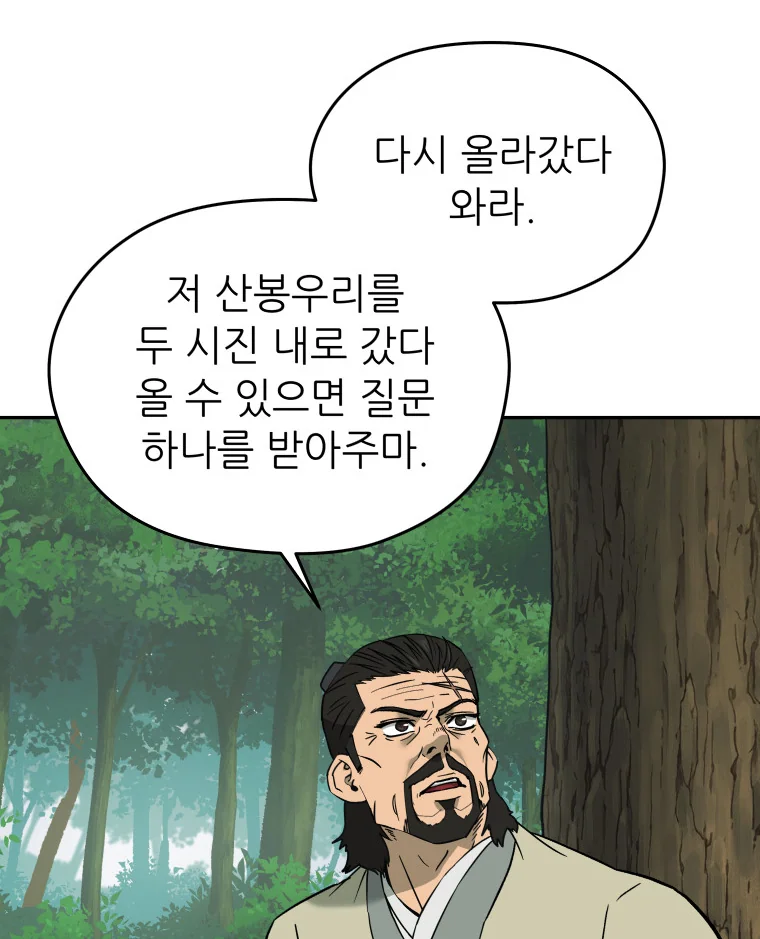 다시 올라갔다
와라.
저 산봉우리를
두 시진 내로 갔다
올 수 있으면 질문
하나를 받아주마.